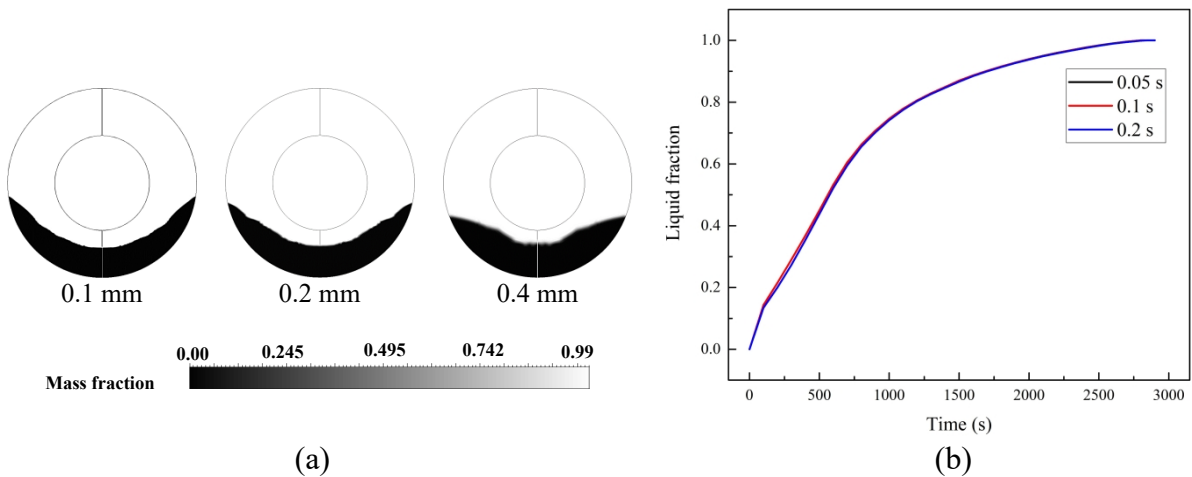 0.1 mm
0.2 mm
0.4 mm
0.00 0.245 0.495 0.742 0.99
Mass fraction
(a)
1.0
0.8
0.6
0.4
0.2
0.0
Liquid fraction
0.05 s
0.1 s
0.2 s
0 500 1000 1500 2000 2500 3000
Time (s)
(b)